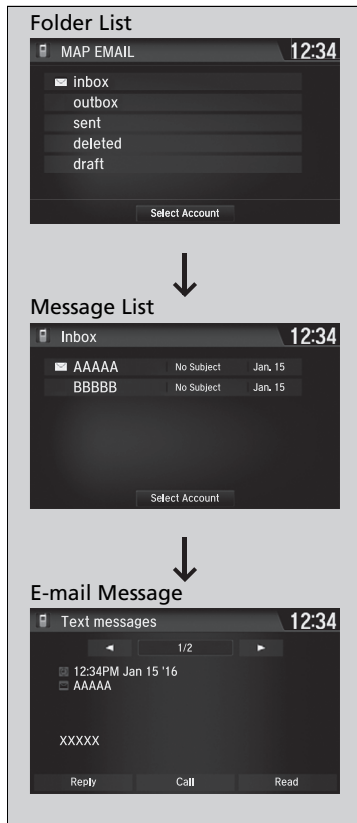 Folder List
MAP EMAIL 12:34
inbox
outbox
sent
deleted
draft
Select Account
Message List
Inbox 12:34
AAAAA No Subject Jan. 15
BBBBB No Subject Jan. 15
Select Account
E-mail Message
Text messages 12:34
1/2
12:34PM Jan 15 '16
AAAAA
XXXXX
Reply Call Read